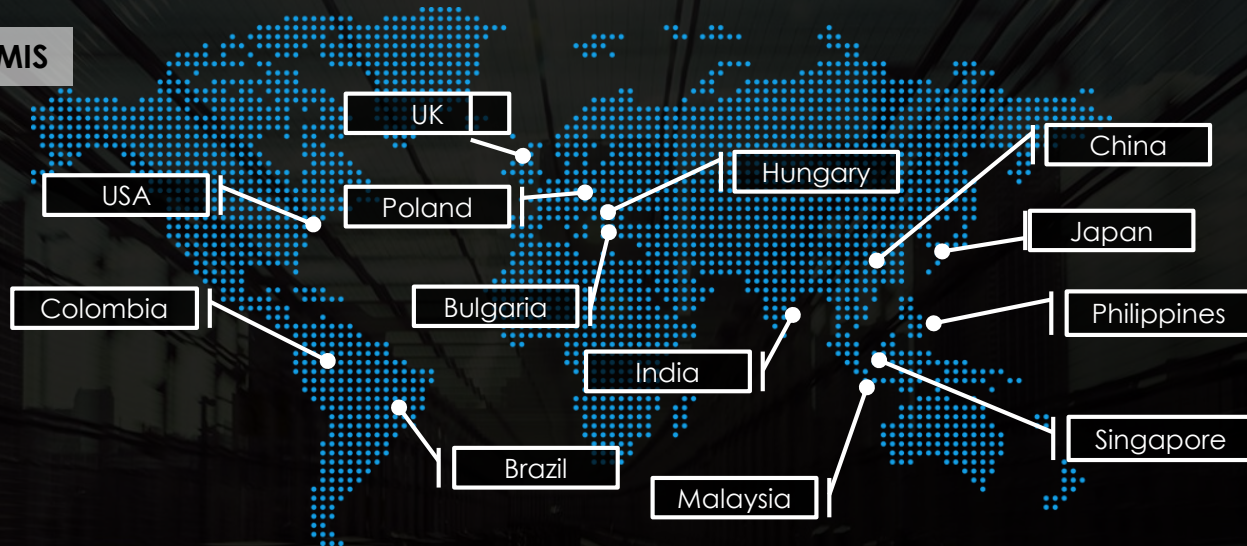 MIS
UK
China
Hungary
USA
Poland
Japan
Colombia
Bulgaria
Philippines
India
Singapore
Brazil
Malaysia